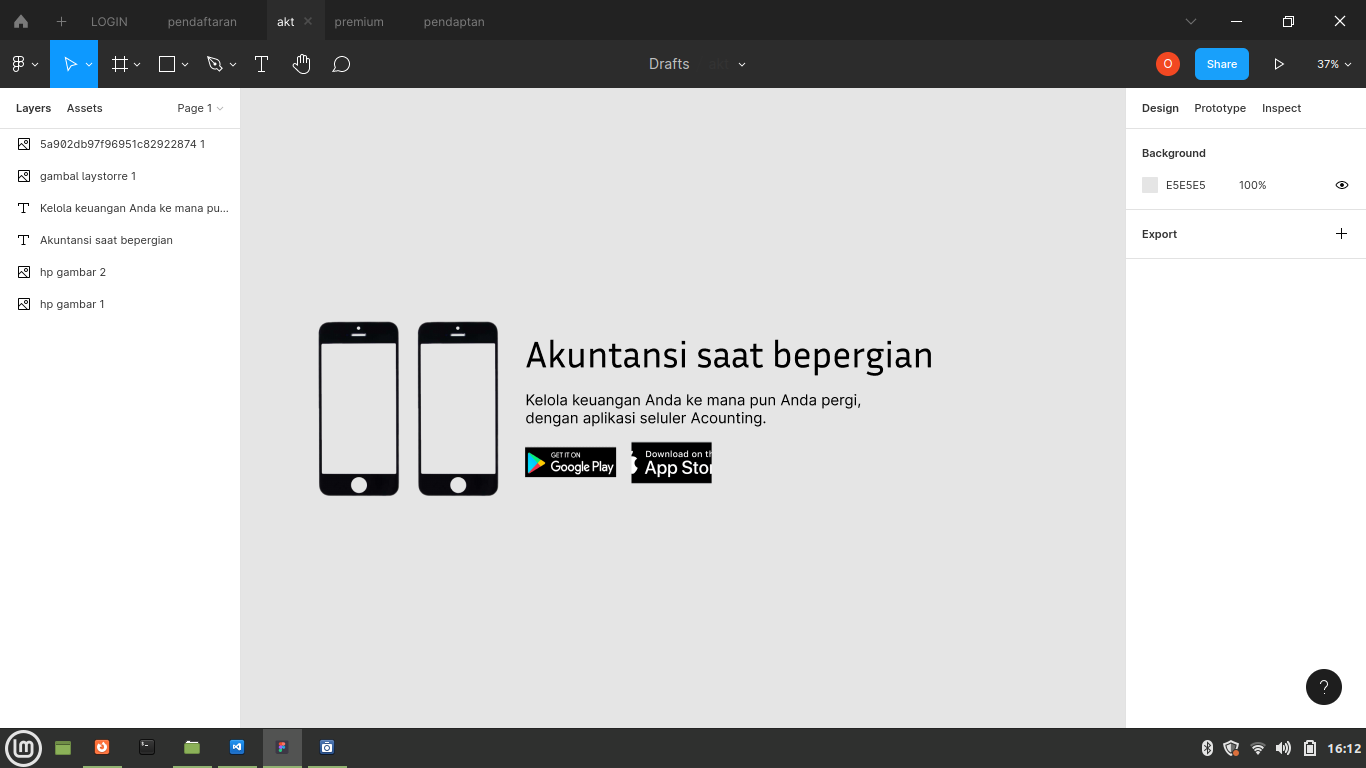 LOGIN
pendaftaran
akt
premium
pendaptan
Drafts
akt
O
Share
37%
Layers
Assets
Page 1
Design
Prototype
Inspect
5a902db97f96951c82922874 1
gambal laystorre 1
Kelola keuangan Anda ke mana pu...
Akuntansi saat bepergian
hp gambar 2
hp gambar 1
Background
E5E5E5
100%
Export
Akuntansi saat bepergian
Kelola keuangan Anda ke mana pun Anda pergi,
dengan aplikasi seluler Acounting.
GET IT ON
Google Play
Download on th
App Stor
?
16:12